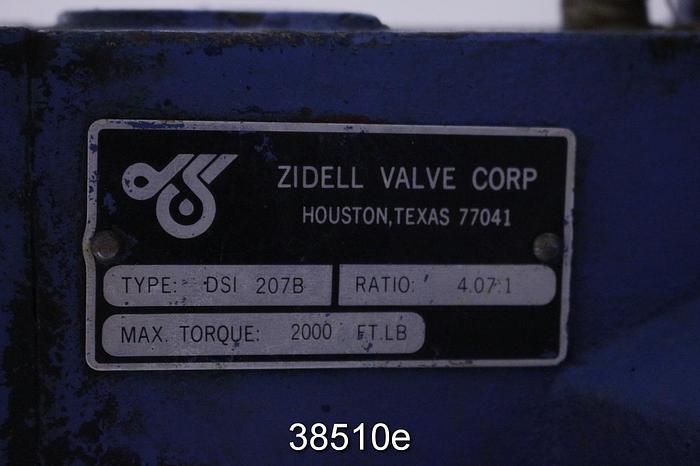 ZIDELL VALVE CORP
HOUSTON, TEXAS 77041
TYPE: DSI 207B RATIO: 4.07:1
MAX. TORQUE: 2000 FT.LB
38510e